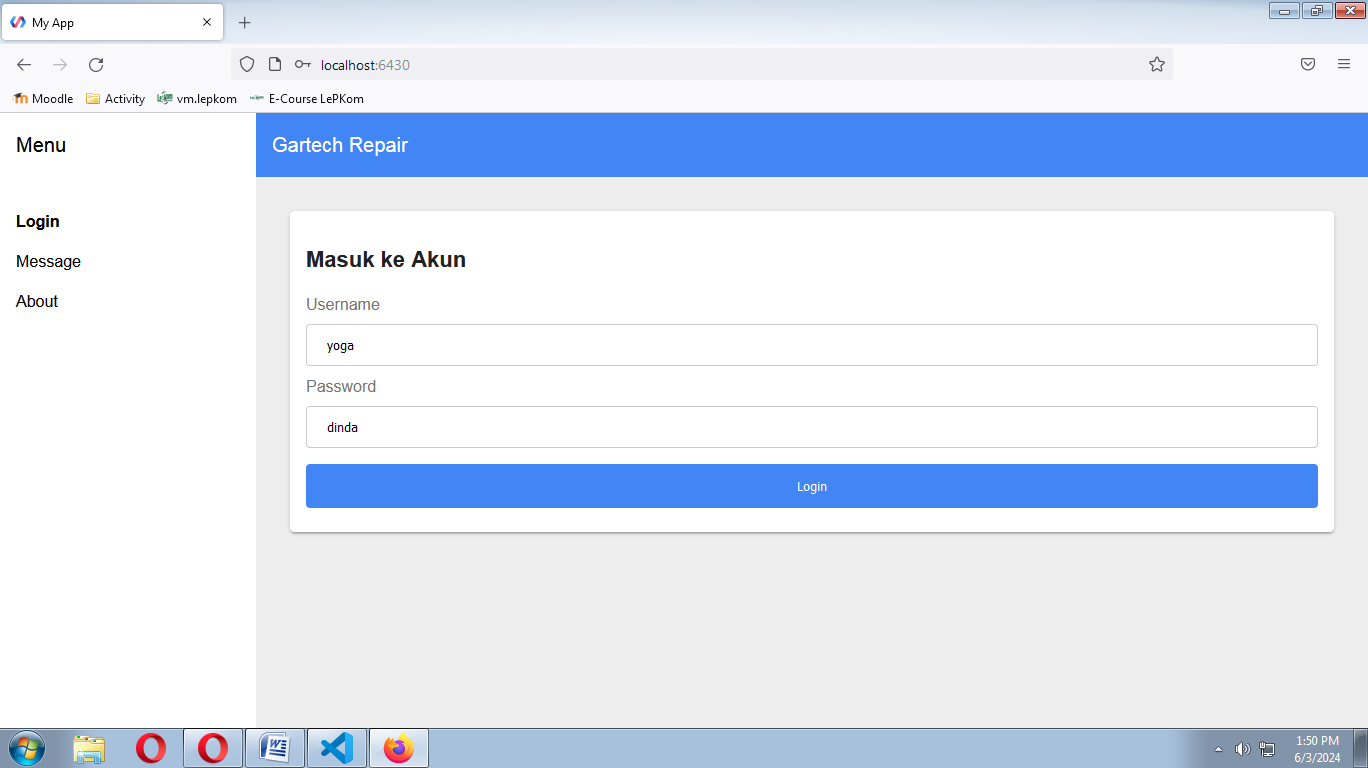 My App
localhost:6430
Moodle Activity vm.lepkom E-Course LePKom
Menu
Gartech Repair
Login
Message
About
Masuk ke Akun
Username
yoga
Password
dinda
Login
1:50 PM
6/3/2024